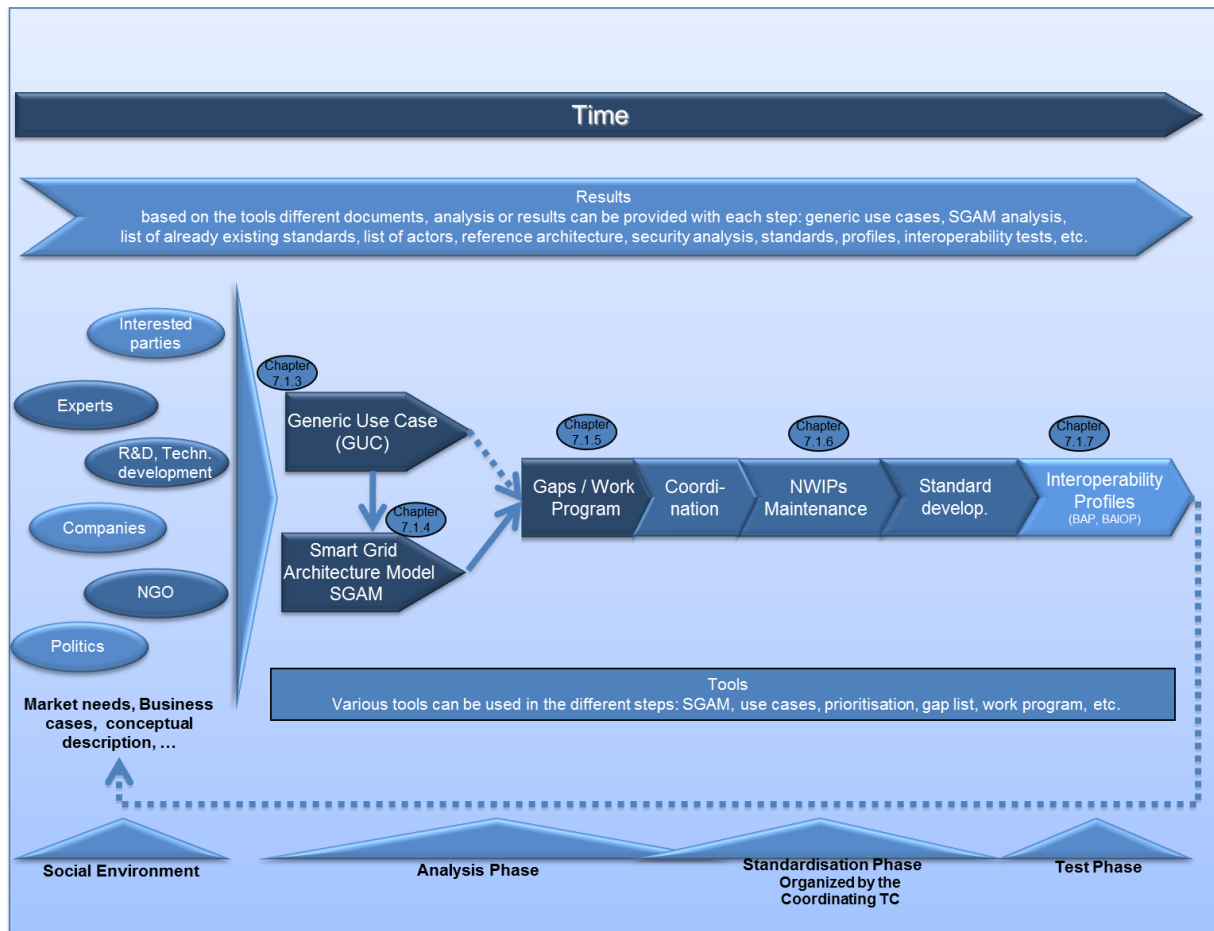 Time
Results
based on the tools different documents, analysis or results can be provided with each step: generic use cases, SGAM analysis,
list of already existing standards, list of actors, reference architecture, security analysis, standards, profiles, interoperability tests, etc.
Interested
parties
Experts
R&D, Techn.
development
Companies
NGO
Politics
Market needs, Business
cases, conceptual
description, ...
Chapter
7.1.3
Generic Use Case
(GUC)
Chapter
7.1.4
Smart Grid
Architecture Model
SGAM
Chapter
7.1.5
Gaps / Work
Program
Coordi-
nation
Chapter
7.1.6
NWIPs
Maintenance
Standard
develop.
Chapter
7.1.7
Interoperability
Profiles
(BAP, BAIOP)
Tools
Various tools can be used in the different steps: SGAM, use cases, prioritisation, gap list, work program, etc.
Social Environment
Analysis Phase
Standardisation Phase
Organized by the
Coordinating TC
Test Phase